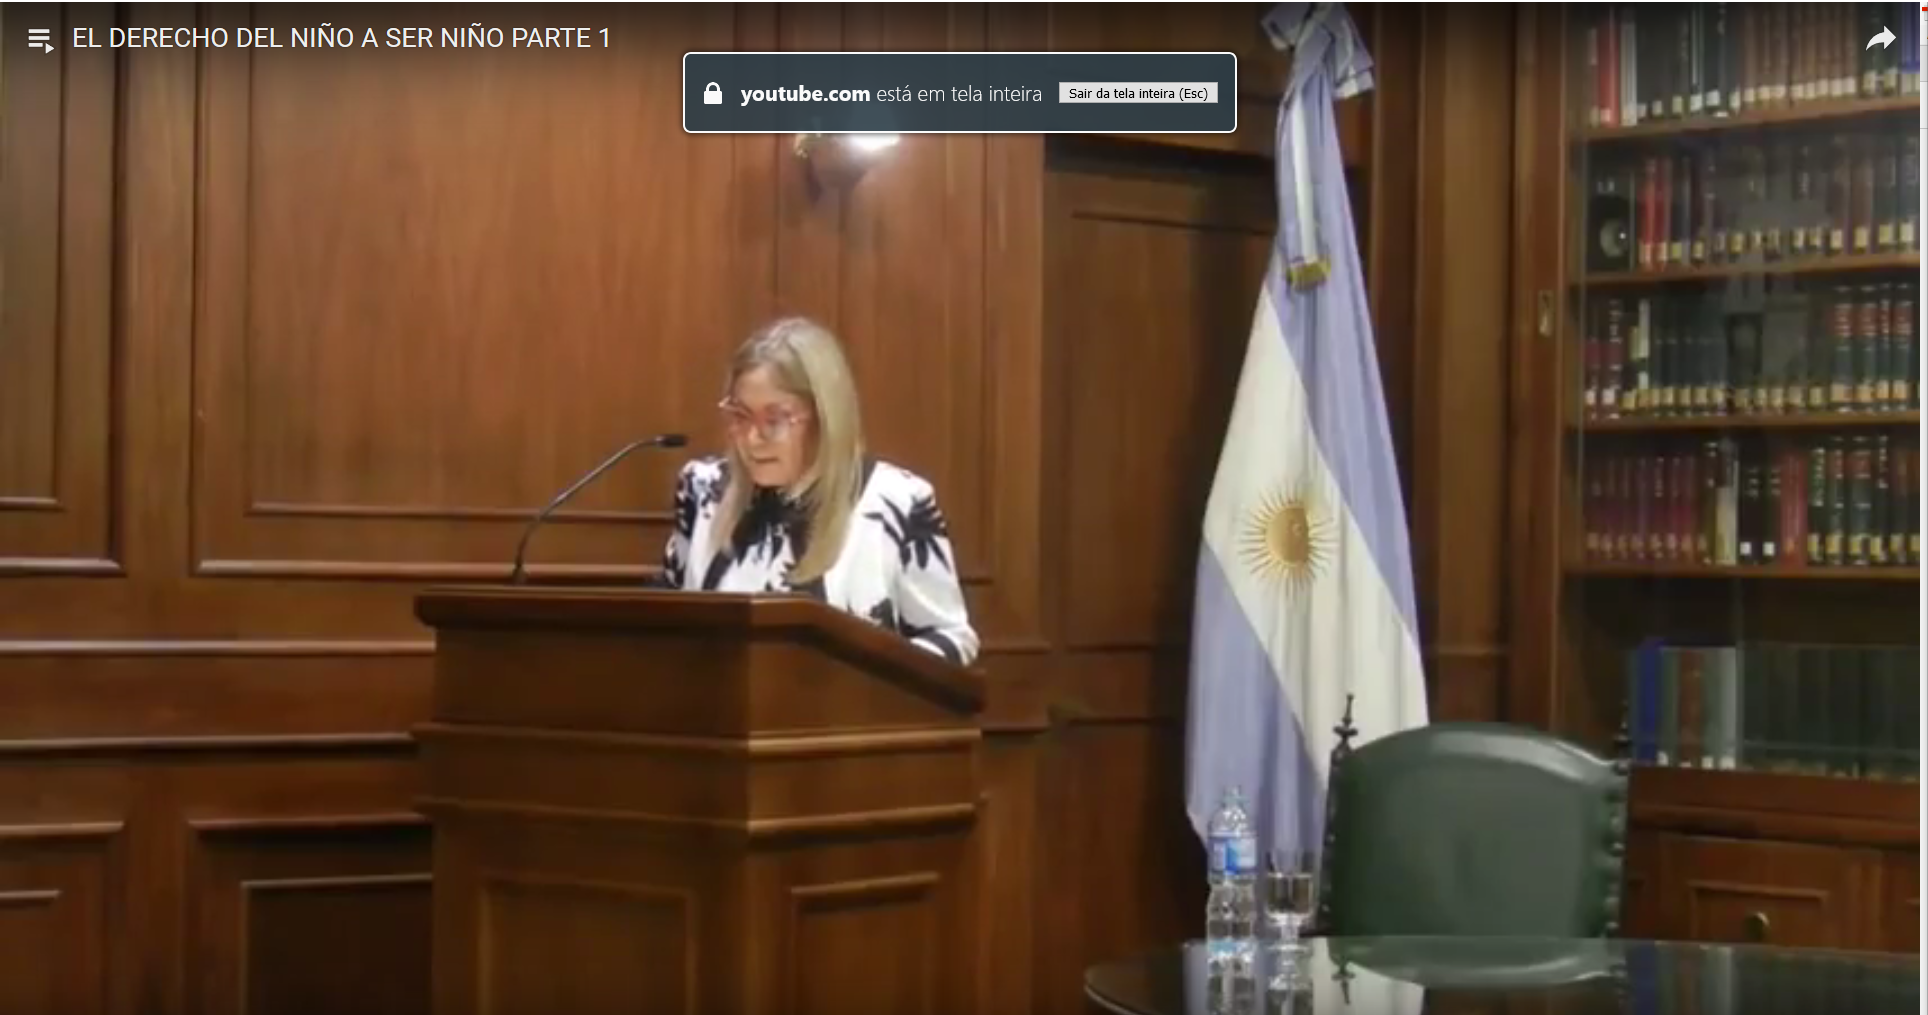 EL DERECHO DEL NIÑO A SER NIÑO PARTE 1
youtube.com está em tela inteira
Sair da tela inteira (Esc)